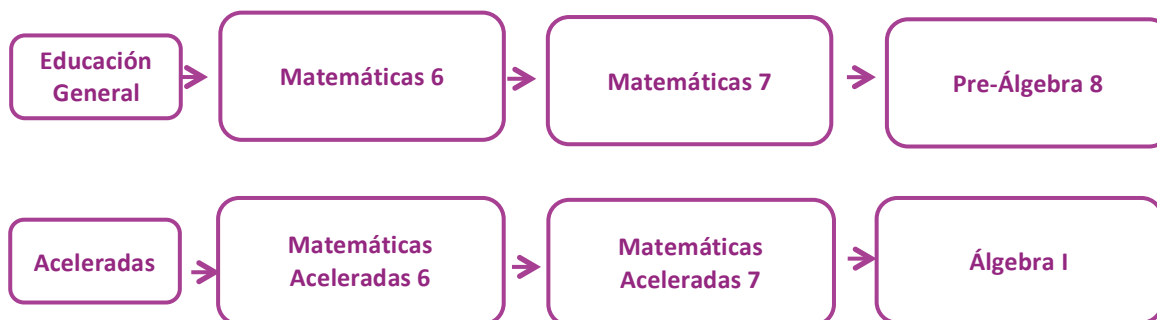 Educación
General
Matemáticas 6
Matemáticas 7
Pre-Álgebra 8
Aceleradas
Matemáticas
Aceleradas 6
Matemáticas
Aceleradas 7
Álgebra I